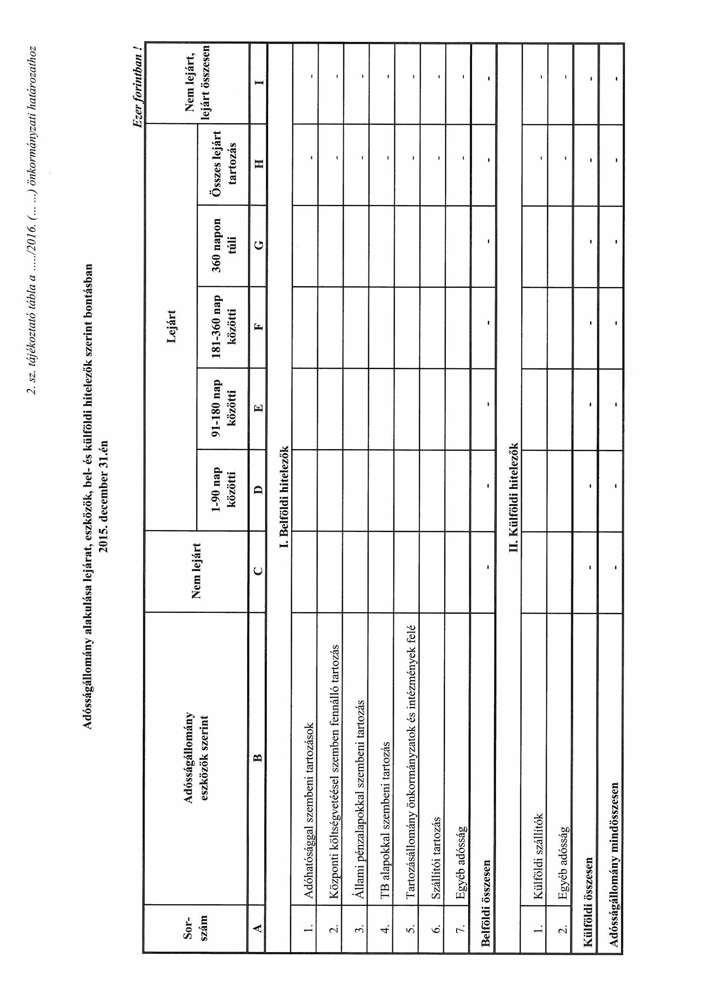 2. sz. tájékoztató tábla a ...../2016. (... ...) önkormányzati határozathoz
Adósságállomány alakulása lejárat, eszközök, bel- és külföldi hitelezők szerint bontásban
2015. december 31.én
Ezer forintban !
Sor-
szám
Adósságállomány
eszközök szerint
Nem lejárt
Lejárt
Nem lejárt,
lejárt összesen
1-90 nap
közötti
91-180 nap
közötti
181-360 nap
közötti
360 napon
túli
Összes lejárt
tartozás
A B C D E F G H I
I. Belföldi hitelezők
1. Adóhatósággal szembeni tartozások - -
2. Központi költségvetéésel szemben fennálló tartozás - -
3. Állami pénzalapokkal szembeni tartozás - -
4. TB alapokkal szembeni tartozás - -
5. Tartozásállomány önkormányzatok és intézmények felé - -
6. Szállítói tartozás - -
7. Egyéb adósság - -
Belföldi összesen - - - - - - -
II. Külföldi hitelezők
1. Külföldi szállítók - -
2. Egyéb adósság - -
Külföldi összesen - - - - - - -
Adósságállomány mindösszesen - - - - - - -